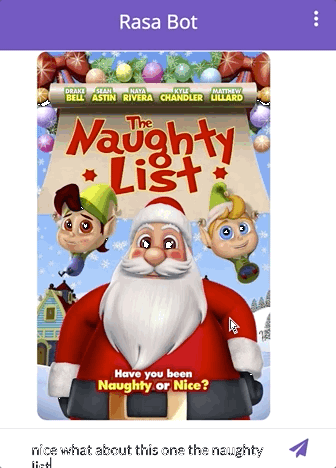 Rasa Bot
DRAKE BELL SEAN ASTIN NAYA RIVERA KYLE CHANDLER MATTHEW LILLARD
The
Naughty
List
Have you been
Naughty or Nice?
nice what about this one the naughty
list